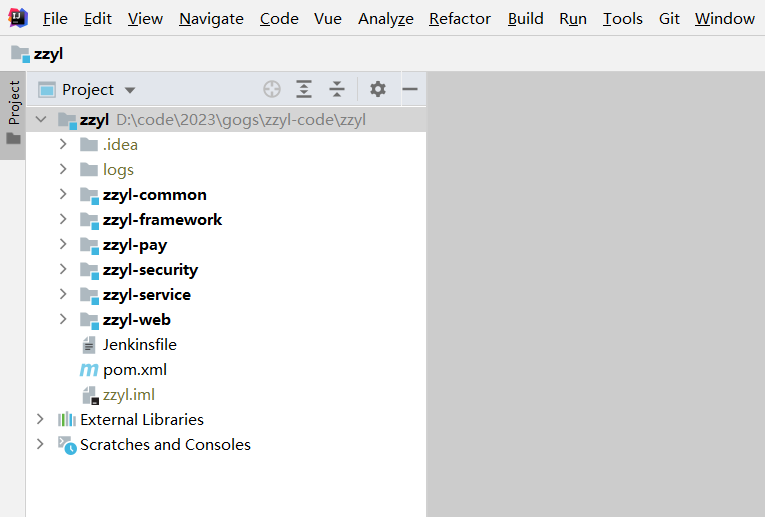 File Edit View Navigate Code Vue Analyze Refactor Build Run Tools Git Window
zzyl
Project
Project
zzyl D:\code\2023\gogs\zzyl-code\zzyl
.idea
logs
zzyl-common
zzyl-framework
zzyl-pay
zzyl-security
zzyl-service
zzyl-web
Jenkinsfile
pom.xml
zzyl.iml
External Libraries
Scratches and Consoles